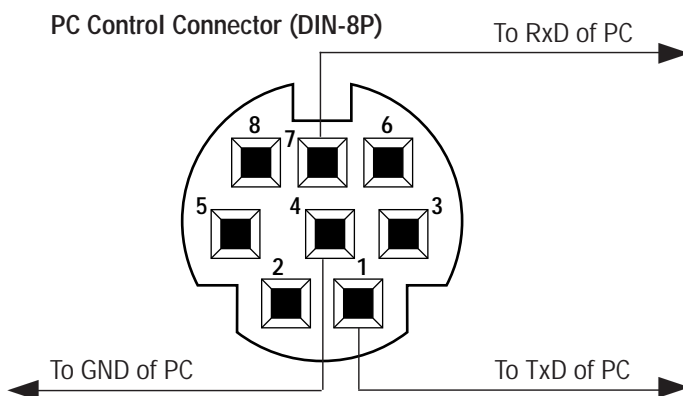 PC Control Connector (DIN-8P)
To RxD of PC
8 7 6
5 4 3
2 1
To GND of PC
To TxD of PC